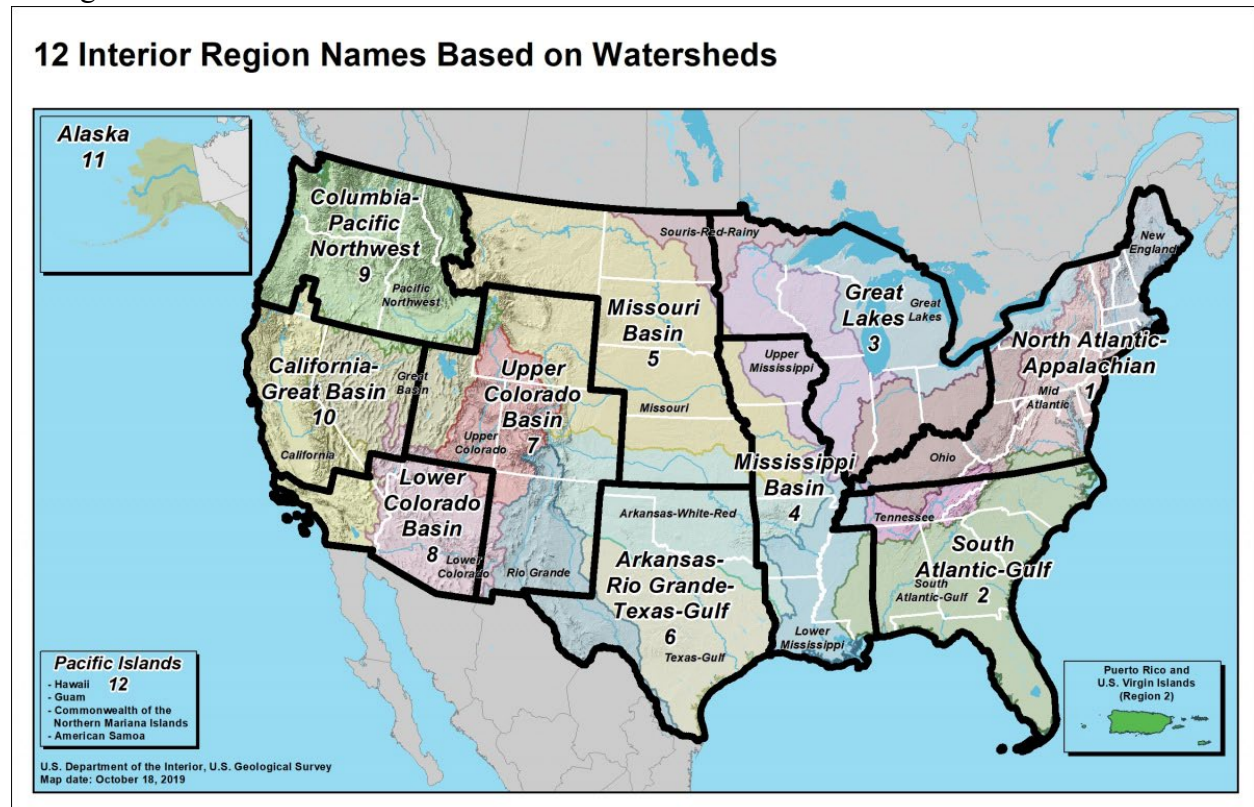 12 Interior Region Names Based on Watersheds
Alaska
11
Columbia-
Pacific
Northwest
9
Pacific
Northwest
Souris-Red-Rainy
New
England
Missouri
Basin
5
Great
Lakes
3
Great
Lakes
North Atlantic-
Appalachian
1
Mid
Atlantic
California-
Great Basin
10
Great
Basin
California
Upper
Colorado
Basin
7
Upper
Colorado
Missouri
Upper
Mississippi
Ohio
Mississippi
Basin
4
Lower
Colorado
Basin
8
Lower
Colorado
Rio Grande
Arkansas-White-Red
Arkansas-
Rio Grande-
Texas-Gulf
6
Texas-Gulf
Lower
Mississippi
Tennessee
South
Atlantic-Gulf
2
South
Atlantic-Gulf
Pacific Islands
12
- Hawaii
- Guam
- Commonwealth of the
Northern Mariana Islands
- American Samoa
Puerto Rico and
U.S. Virgin Islands
(Region 2)
U.S. Department of the Interior, U.S. Geological Survey
Map date: October 18, 2019